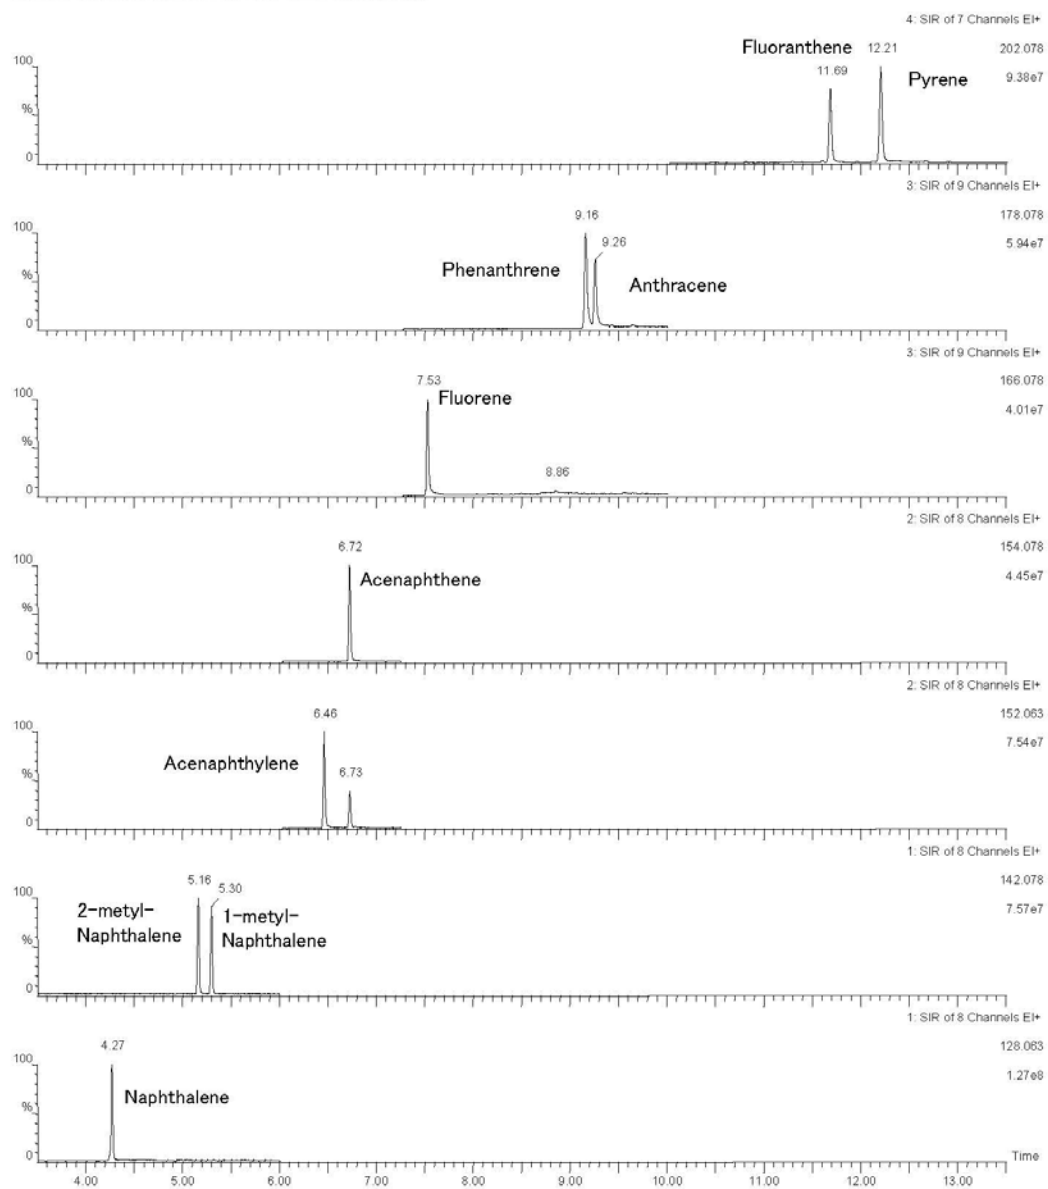 4: SIR of 7 Channels EI+
Fluoranthene 12.21 202.078
100 11.69 Pyrene 9.38e7
%
0
3: SIR of 9 Channels EI+
9.16 178.078
100 9.26 5.94e7
% Phenanthrene Anthracene
0
3: SIR of 9 Channels EI+
7.53 166.078
100 Fluorene 4.01e7
% 8.86
0
2: SIR of 8 Channels EI+
6.72 154.078
100 Acenaphthene 4.45e7
%
0
2: SIR of 8 Channels EI+
6.46 152.063
100 7.54e7
% Acenaphthylene 6.73
0
1: SIR of 8 Channels EI+
5.16 5.30 142.078
100 2-metyl- 1-metyl- 7.57e7
% Naphthalene Naphthalene
0
1: SIR of 8 Channels EI+
4.27 128.063
100 1.27e8
% Naphthalene
0 Time
4.00 5.00 6.00 7.00 8.00 9.00 10.00 11.00 12.00 13.00